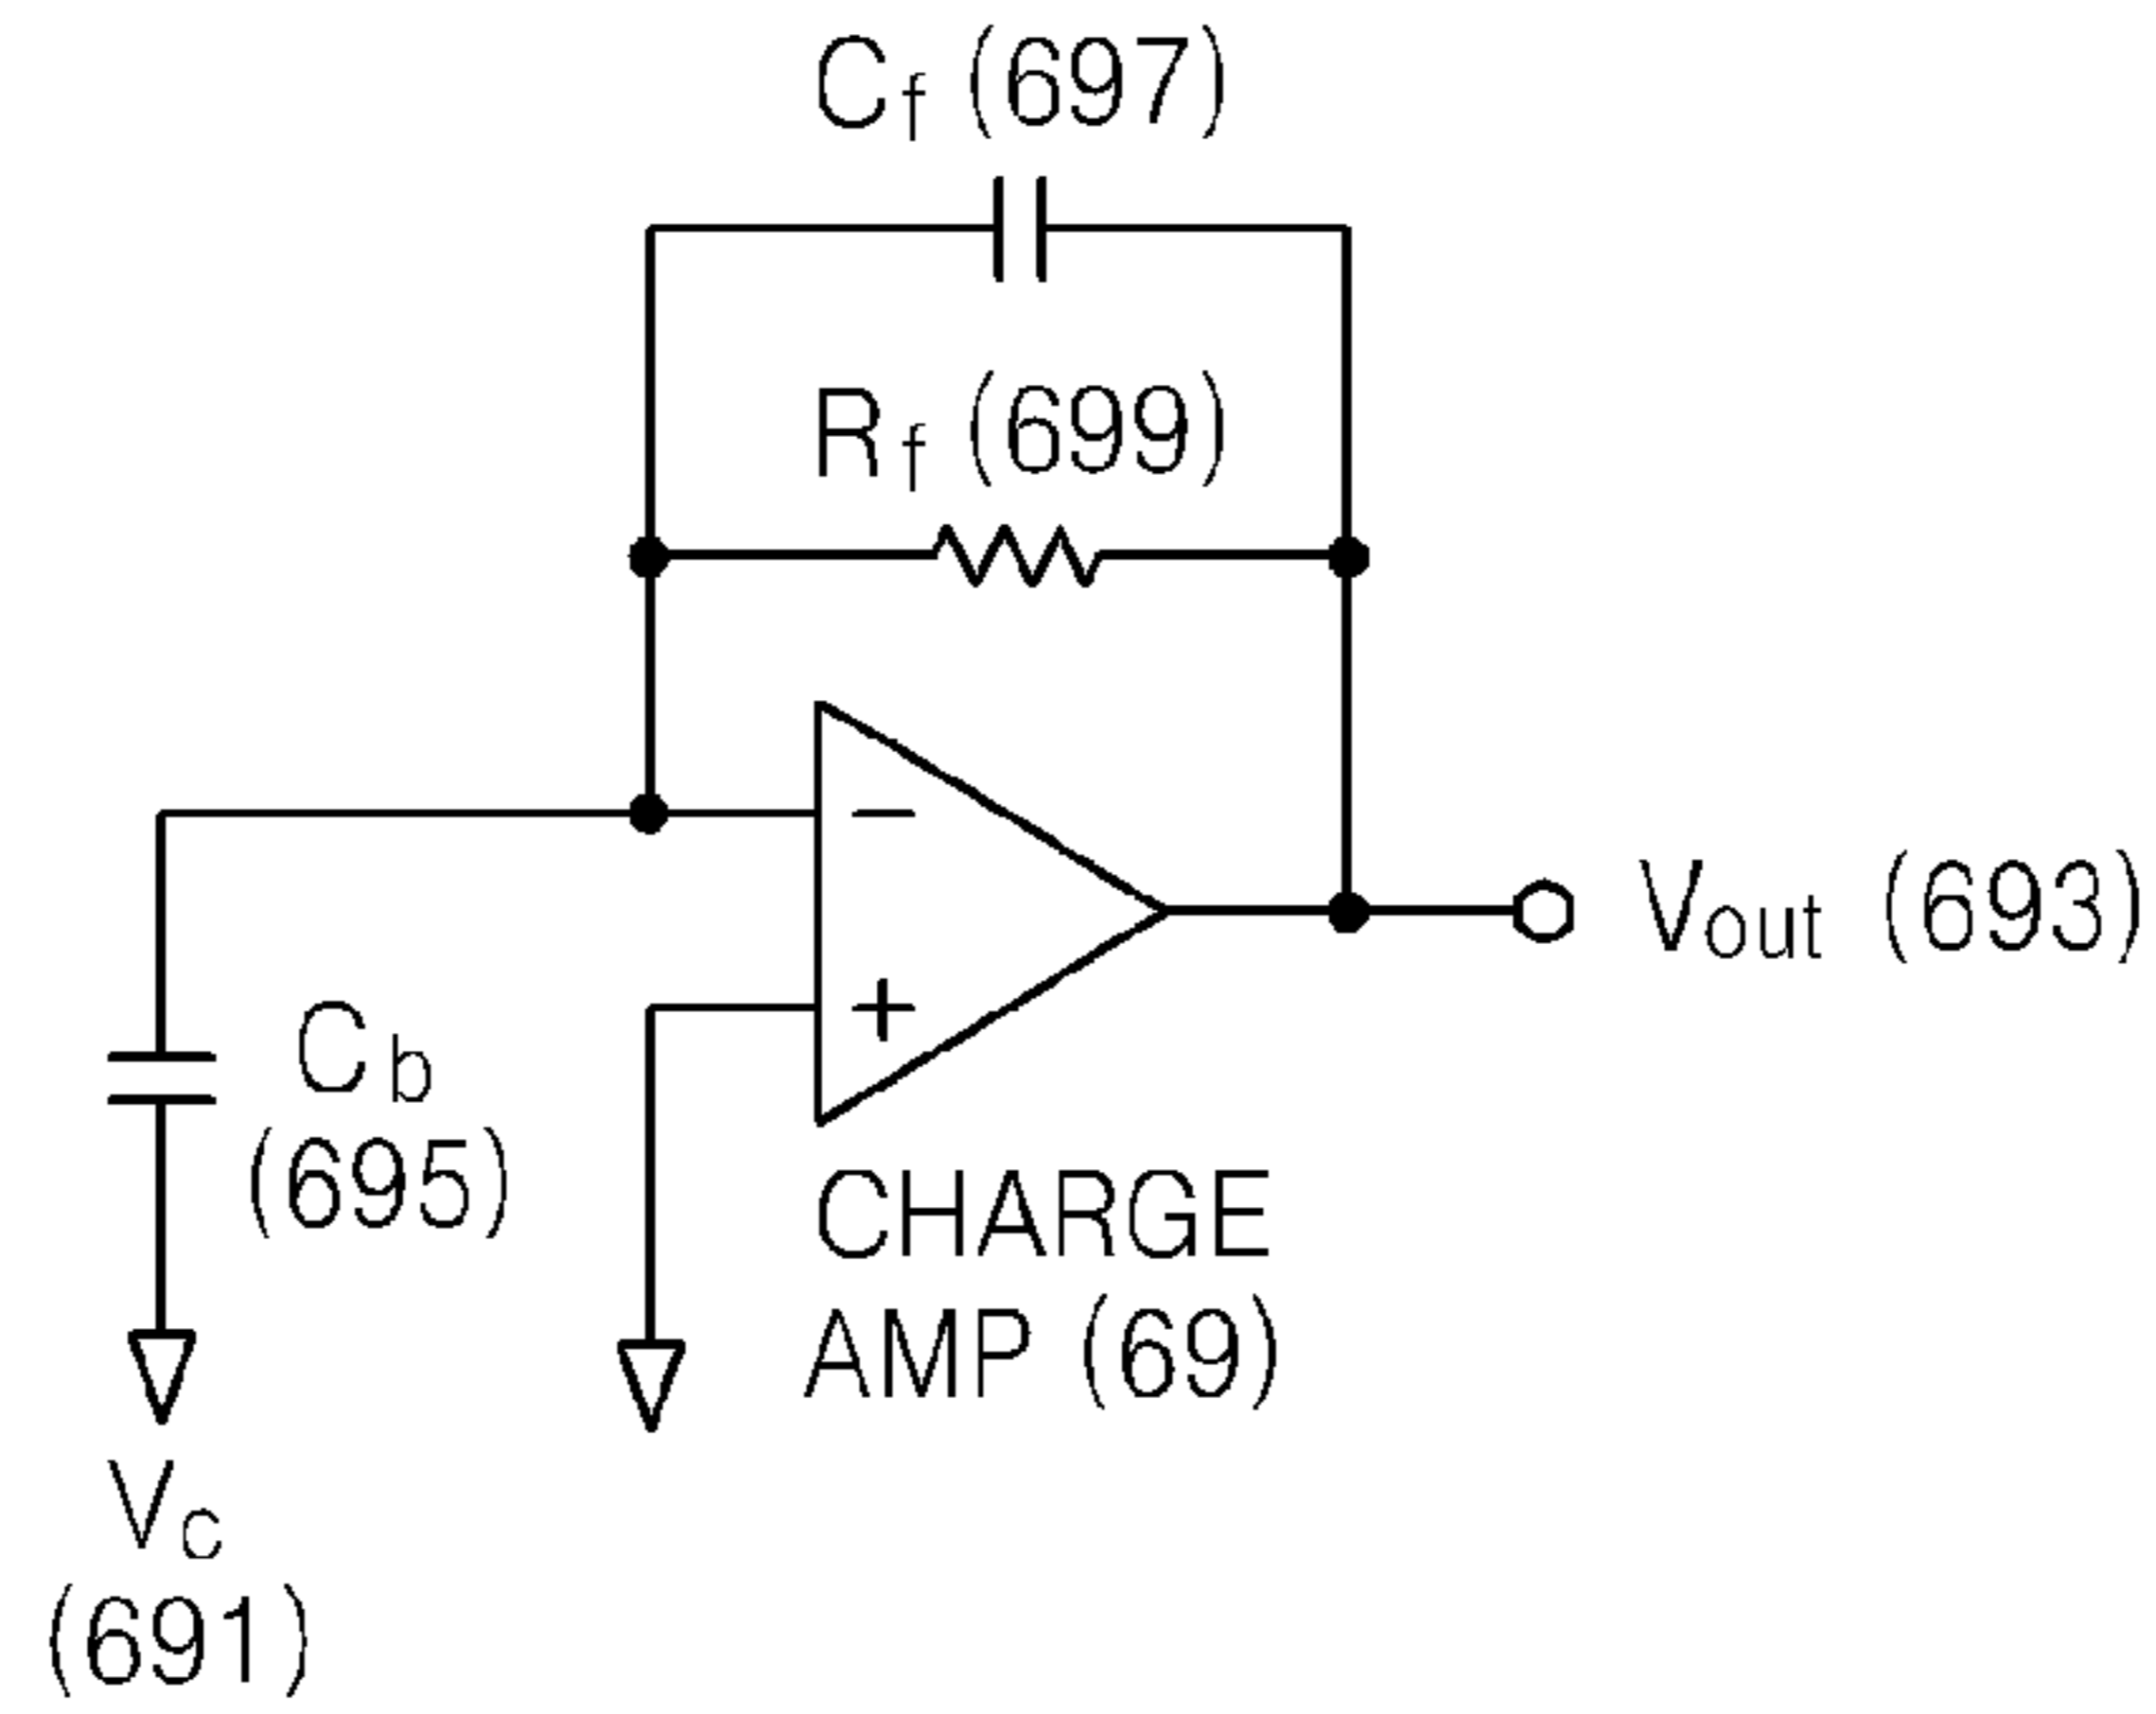 Cf (697)
Rf (699)
−
+
Vout (693)
Cb
(695)
CHARGE
AMP (69)
Vc
(691)